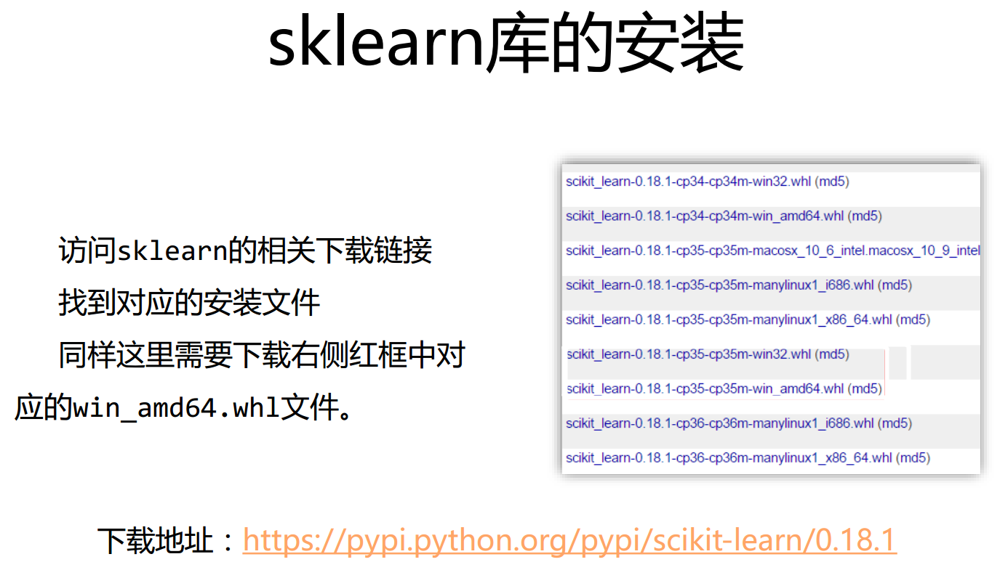 sklearn库的安装
访问sklearn的相关下载链接
找到对应的安装文件
同样这里需要下载右侧红框中对
应的win_amd64.whl文件。
scikit_learn-0.18.1-cp34-cp34m-win32.whl (md5)
scikit_learn-0.18.1-cp34-cp34m-win_amd64.whl (md5)
scikit_learn-0.18.1-cp35-cp35m-macosx_10_6_intel.macosx_10_9_intel
scikit_learn-0.18.1-cp35-cp35m-manylinux1_i686.whl (md5)
scikit_learn-0.18.1-cp35-cp35m-manylinux1_x86_64.whl (md5)
scikit_learn-0.18.1-cp35-cp35m-win32.whl (md5)
scikit_learn-0.18.1-cp35-cp35m-win_amd64.whl (md5)
scikit_learn-0.18.1-cp36-cp36m-manylinux1_i686.whl (md5)
scikit_learn-0.18.1-cp36-cp36m-manylinux1_x86_64.whl (md5)
下载地址：https://pypi.python.org/pypi/scikit-learn/0.18.1